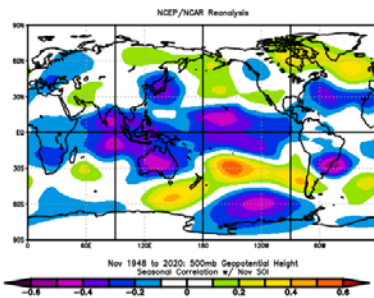 NCEP/NCAR Reanalysis
90N
60N
30N
EQ
30S
60S
90S
0 60E 120E 180 120W 60W
Nov 1948 to 2020: 500mb Geopotential Height
Seasonal Correlation w/ Nov SOI
-0.6 -0.4 -0.2 0 0.2 0.4 0.6